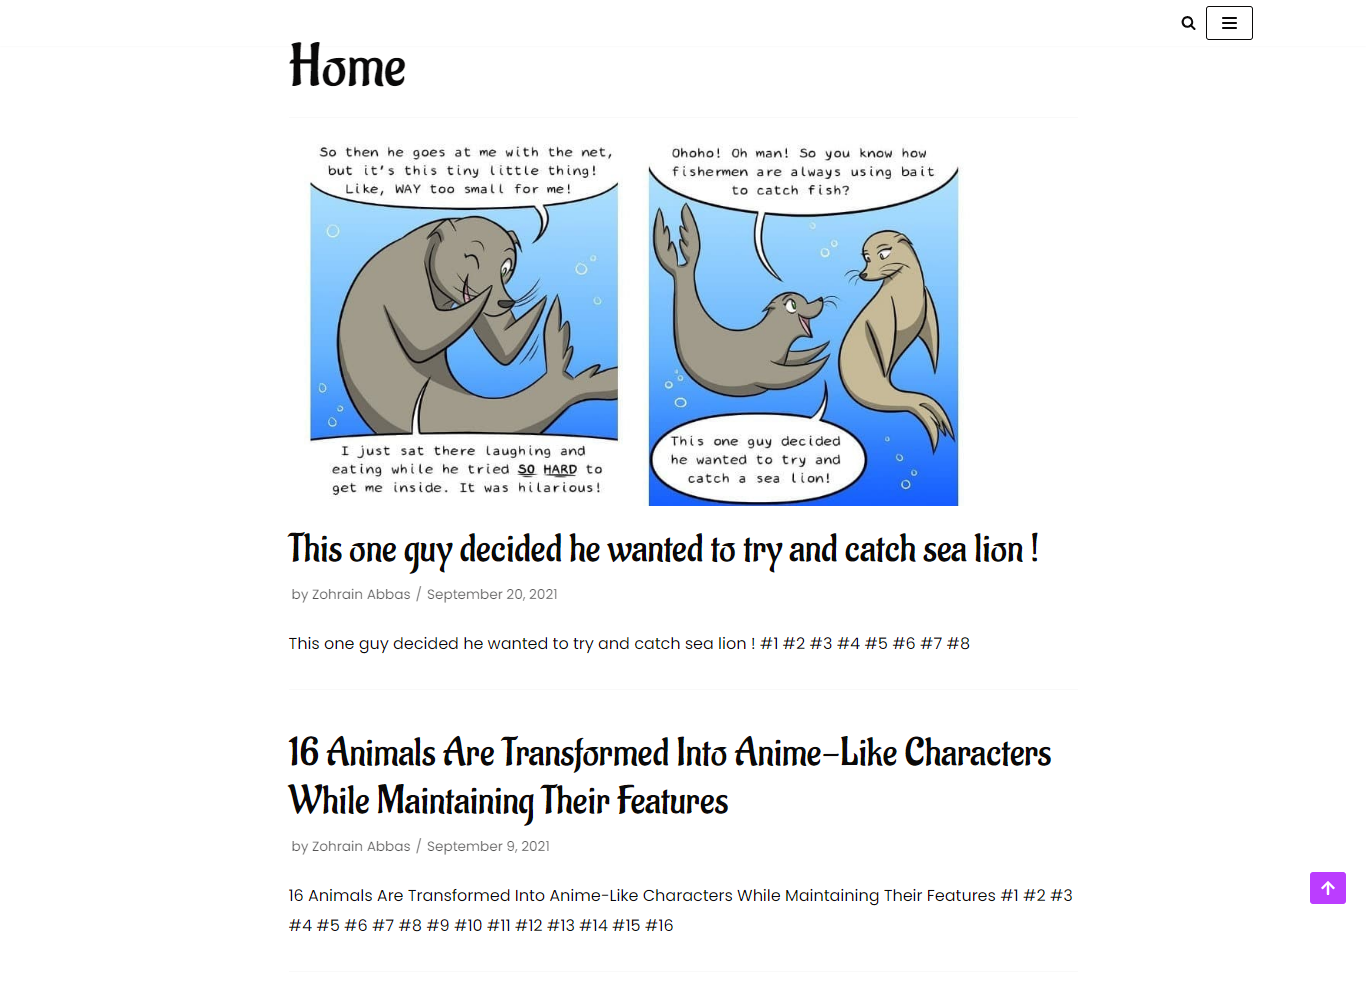 Home
So then he goes at me with the net,
but it's this tiny little thing!
Like, WAY too small for me!
I just sat there laughing and
eating while he tried SO HARD to
get me inside. It was hilarious!
Ohoho! Oh man! So you know how
fishermen are always using bait
to catch fish?
This one guy decided
he wanted to try and
catch a sea lion!
This one guy decided he wanted to try and catch sea lion !
by Zohrain Abbas / September 20, 2021
This one guy decided he wanted to try and catch sea lion ! #1 #2 #3 #4 #5 #6 #7 #8
16 Animals Are Transformed Into Anime-Like Characters
While Maintaining Their Features
by Zohrain Abbas / September 9, 2021
16 Animals Are Transformed Into Anime-Like Characters While Maintaining Their Features #1 #2 #3
#4 #5 #6 #7 #8 #9 #10 #11 #12 #13 #14 #15 #16